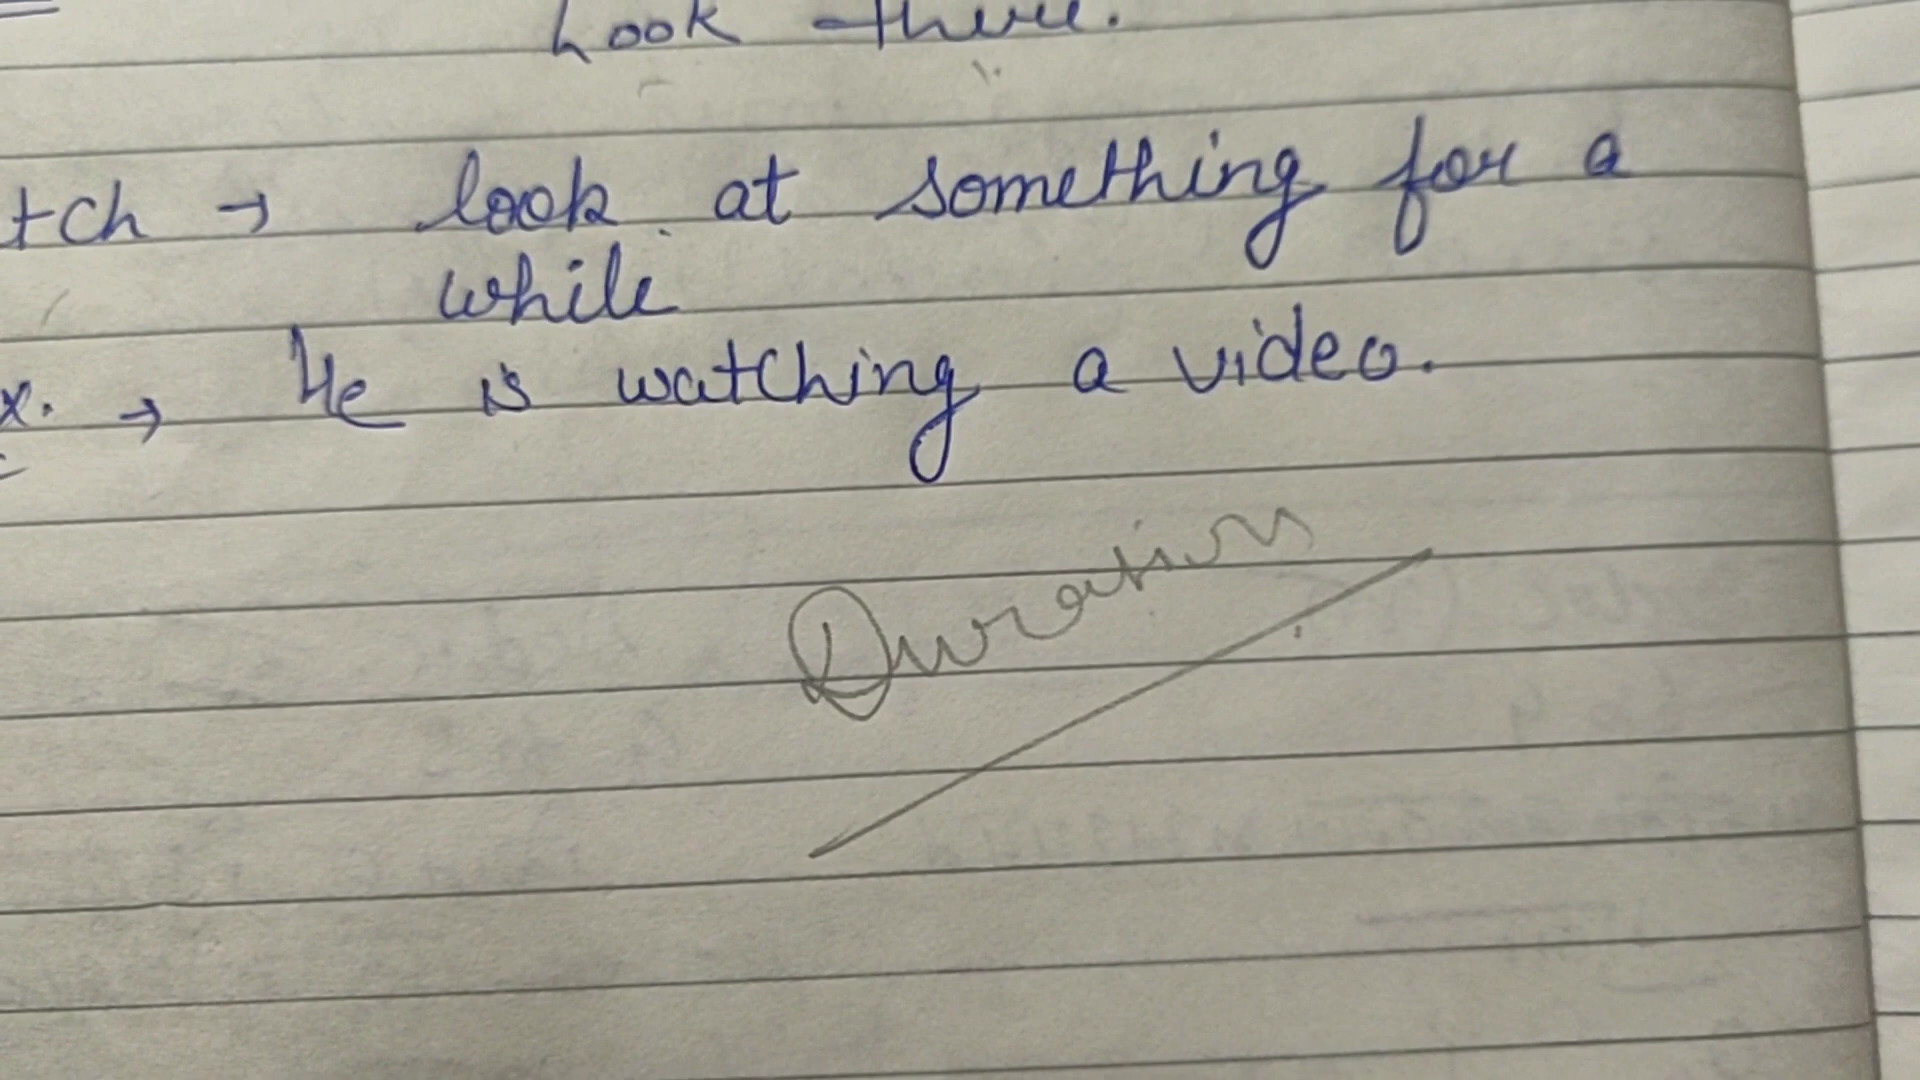 Look there.
tch → look at something for a
while
x. → He is watching a video.
Duration